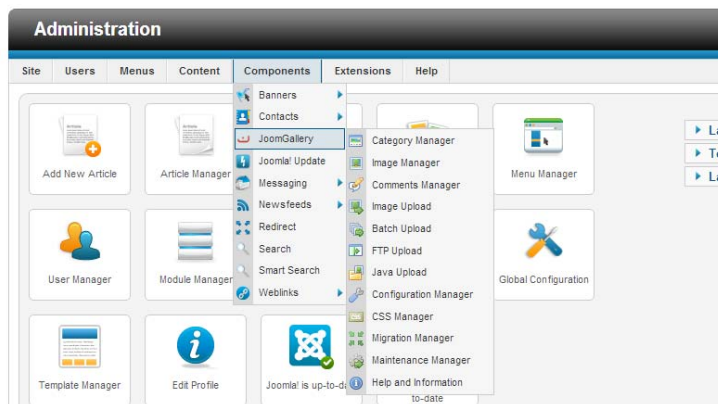 Administration
Site Users Menus Content Components Extensions Help
Banners
Contacts
JoomGallery
Joomla! Update
Messaging
Newsfeeds
Redirect
Search
Smart Search
Weblinks
Category Manager
Image Manager
Comments Manager
Image Upload
Batch Upload
FTP Upload
Java Upload
Configuration Manager
CSS Manager
Migration Manager
Maintenance Manager
Help and Information
Add New Article
Article Manager
Menu Manager
User Manager
Module Manager
Global Configuration
Template Manager
Edit Profile
Joomla! is up-to-da
to-date
La
Te
La